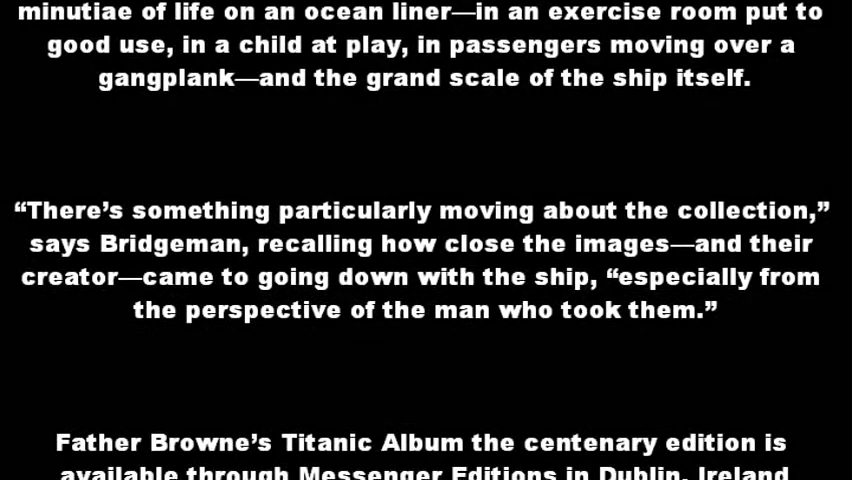 minutiae of life on an ocean liner—in an exercise room put to
good use, in a child at play, in passengers moving over a
gangplank—and the grand scale of the ship itself.
“There’s something particularly moving about the collection,”
says Bridgeman, recalling how close the images—and their
creator—came to going down with the ship, “especially from
the perspective of the man who took them.”
Father Browne’s Titanic Album the centenary edition is
available through Messenger Editions in Dublin, Ireland